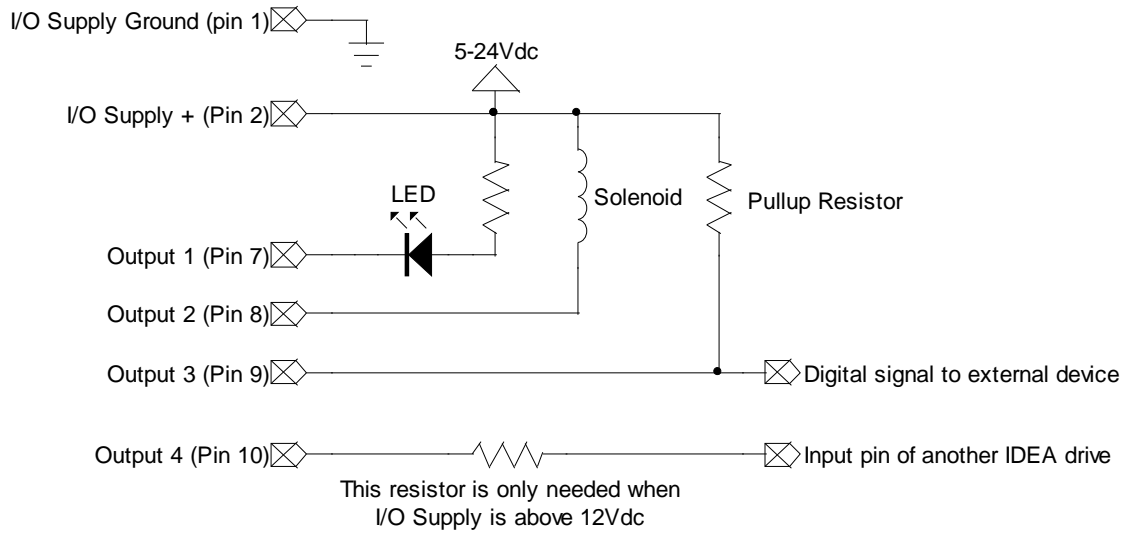 I/O Supply Ground (pin 1)
5-24Vdc
I/O Supply + (Pin 2)
LED
Solenoid
Pullup Resistor
Output 1 (Pin 7)
Output 2 (Pin 8)
Output 3 (Pin 9)
Digital signal to external device
Output 4 (Pin 10)
Input pin of another IDEA drive
This resistor is only needed when
I/O Supply is above 12Vdc